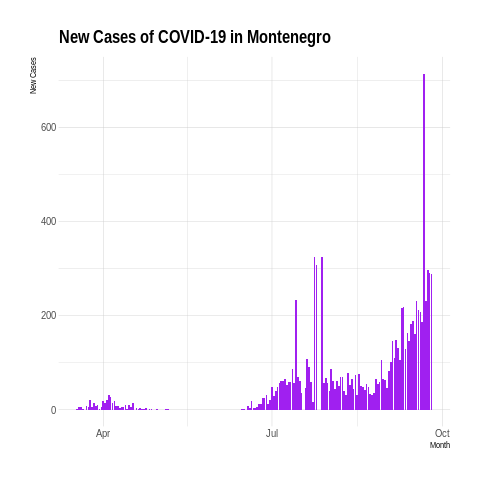 New Cases of COVID-19 in Montenegro
New Cases
600
400
200
0
Apr
Jul
Oct
Month